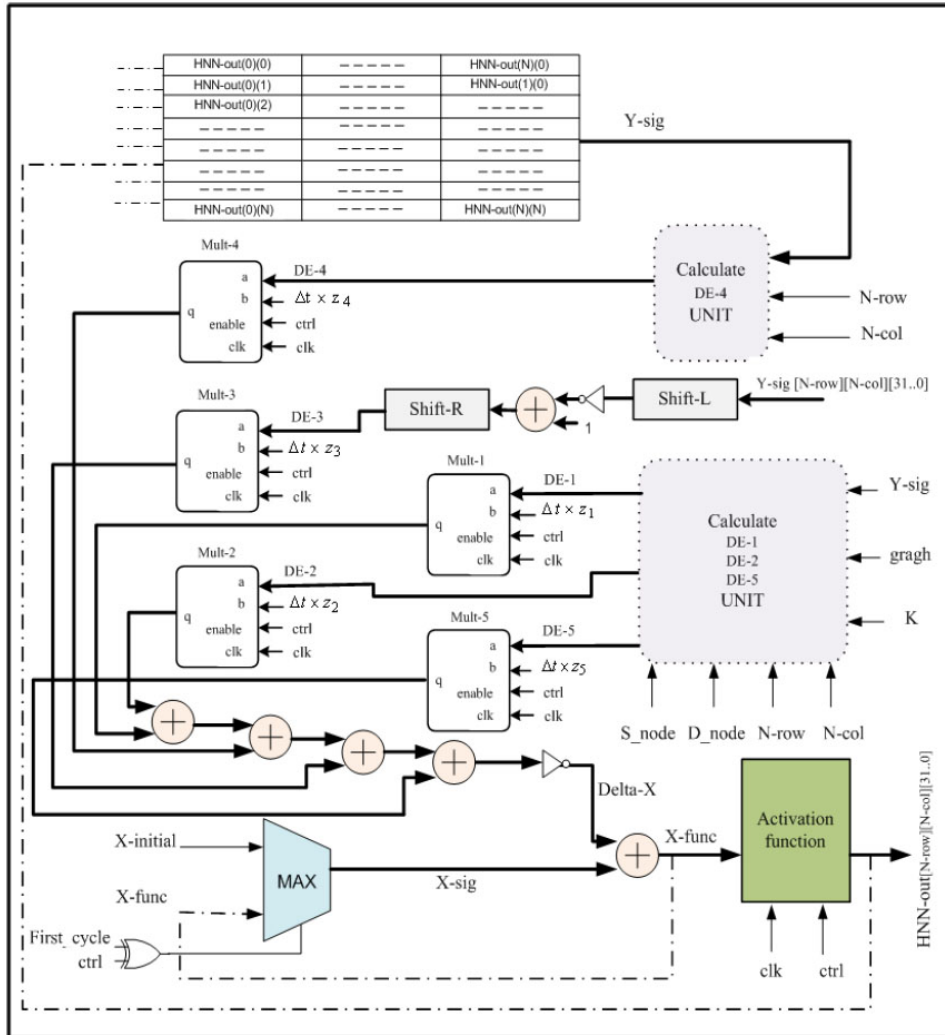 HNN-out(0)(0) ----- HNN-out(N)(0)
HNN-out(0)(1) ----- HNN-out(1)(0)
HNN-out(0)(2) ----- -----
----- ----- -----
----- ----- -----
----- ----- -----
----- ----- -----
HNN-out(0)(N) ----- HNN-out(N)(N)
Y-sig
Mult-4
a
b
q
enable
clk
DE-4
Δt × z4
ctrl
clk
Calculate
DE-4
UNIT
N-row
N-col
Mult-3
a
b
q
enable
clk
DE-3
Δt × z3
ctrl
clk
Shift-R
+
1
Shift-L
Y-sig [N-row][N-col][31..0]
Mult-1
a
b
q
enable
clk
DE-1
Δt × z1
ctrl
clk
Calculate
DE-1
DE-2
DE-5
UNIT
Y-sig
gragh
K
S_node
D_node
N-row
N-col
Mult-2
a
b
q
enable
clk
DE-2
Δt × z2
ctrl
clk
Mult-5
a
b
q
enable
clk
DE-5
Δt × z5
ctrl
clk
+
+
+
+
Delta-X
X-initial
X-func
MAX
First_cycle
ctrl
X-sig
+
X-func
Activation
function
clk
ctrl
HNN-out[N-row][N-col][31..0]